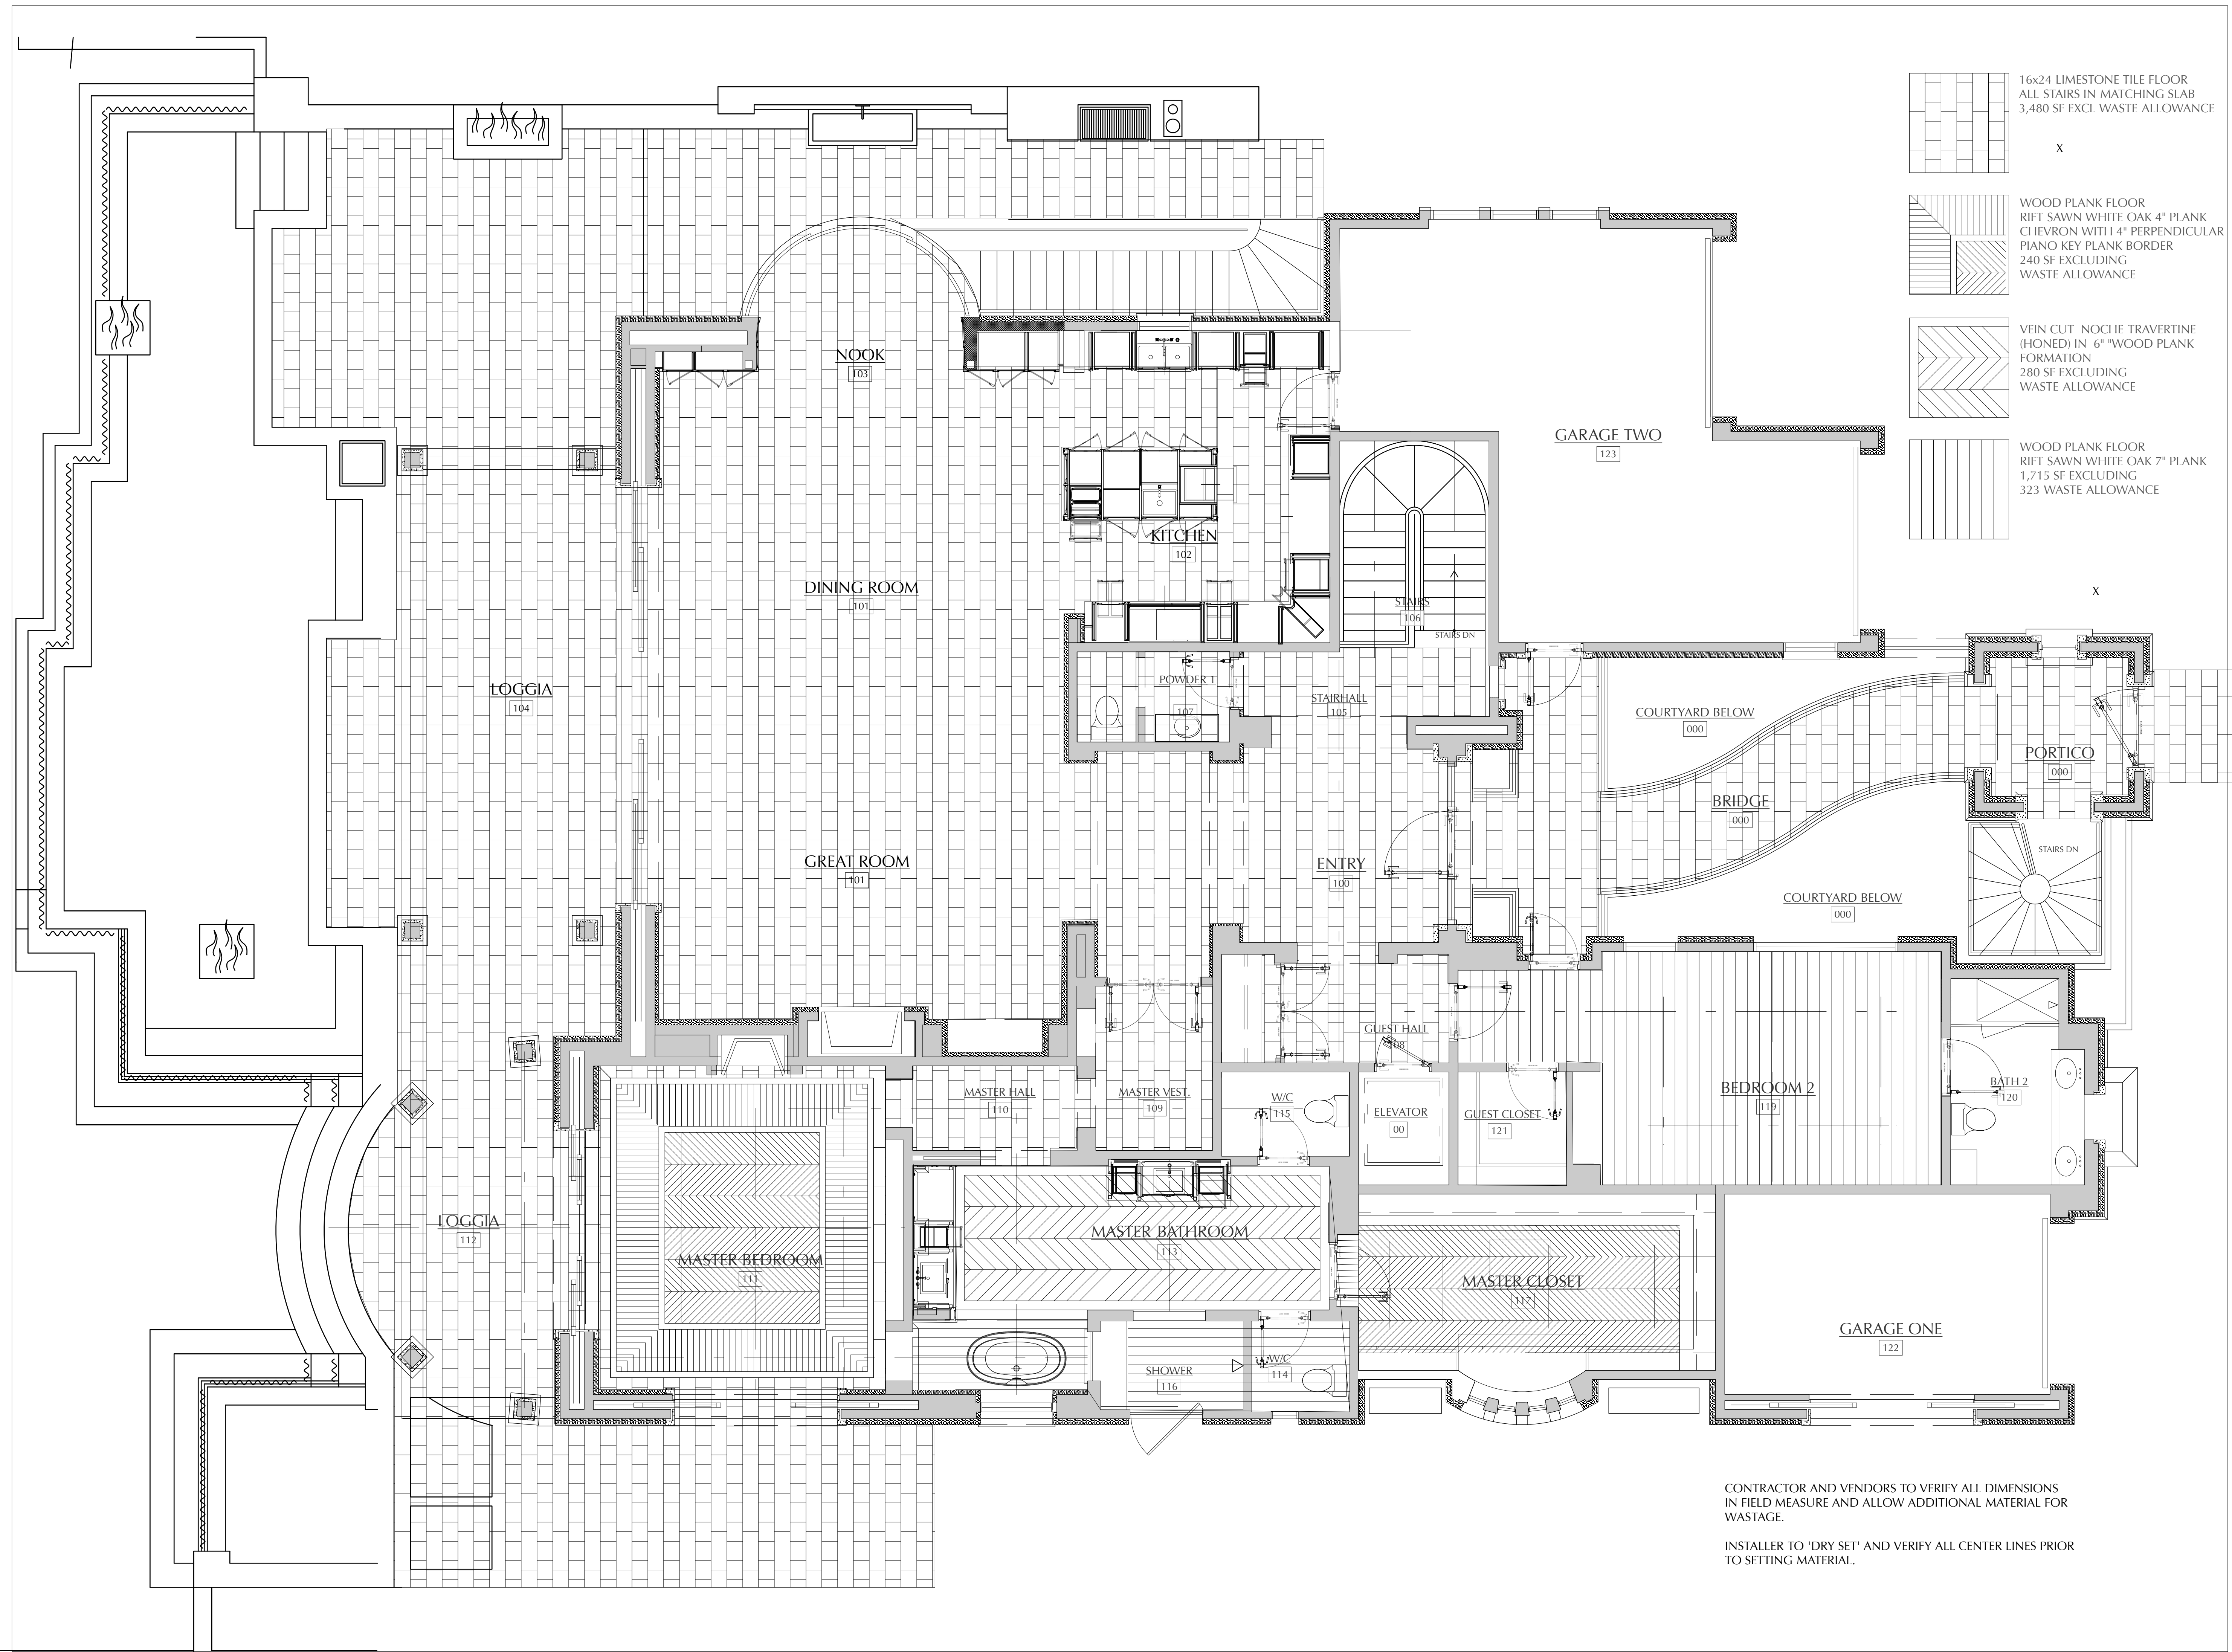 16x24 LIMESTONE TILE FLOOR
ALL STAIRS IN MATCHING SLAB
3,480 SF EXCL WASTE ALLOWANCE
X
WOOD PLANK FLOOR
RIFT SAWN WHITE OAK 4" PLANK
CHEVRON WITH 4" PERPENDICULAR
PIANO KEY PLANK BORDER
240 SF EXCLUDING
WASTE ALLOWANCE
VEIN CUT NOCHE TRAVERTINE
(HONED) IN 6" "WOOD PLANK
FORMATION
280 SF EXCLUDING
WASTE ALLOWANCE
WOOD PLANK FLOOR
RIFT SAWN WHITE OAK 7" PLANK
1,715 SF EXCLUDING
323 WASTE ALLOWANCE
X
NOOK
103
GARAGE TWO
123
KITCHEN
102
DINING ROOM
101
STAIRS
106
STAIRS DN
LOGGIA
104
POWDER 1
107
STAIRHALL
105
COURTYARD BELOW
000
PORTICO
000
BRIDGE
000
STAIRS DN
GREAT ROOM
101
ENTRY
100
COURTYARD BELOW
000
GUEST HALL
108
MASTER HALL
110
MASTER VEST.
109
W/C
115
ELEVATOR
00
GUEST CLOSET
121
BEDROOM 2
119
BATH 2
120
LOGGIA
112
MASTER BEDROOM
111
MASTER BATHROOM
113
MASTER CLOSET
117
GARAGE ONE
122
SHOWER
116
W/C
114
CONTRACTOR AND VENDORS TO VERIFY ALL DIMENSIONS
IN FIELD MEASURE AND ALLOW ADDITIONAL MATERIAL FOR
WASTAGE.
INSTALLER TO 'DRY SET' AND VERIFY ALL CENTER LINES PRIOR
TO SETTING MATERIAL.